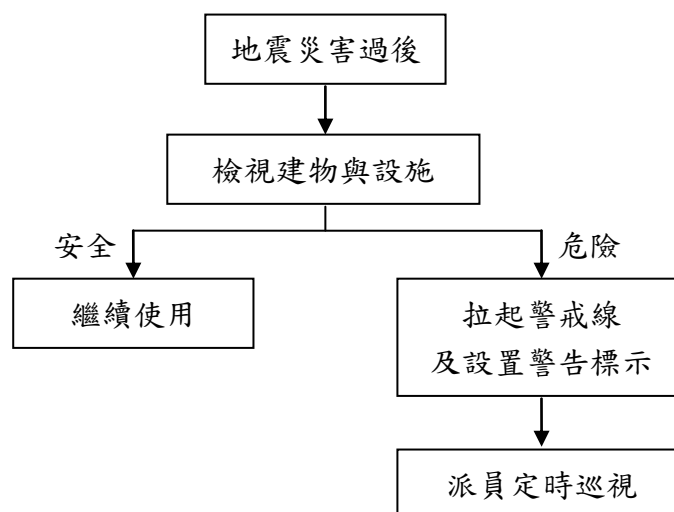 地震災害過後
檢視建物與設施
安全
危險
繼續使用
拉起警戒線
及設置警告標示
派員定時巡視